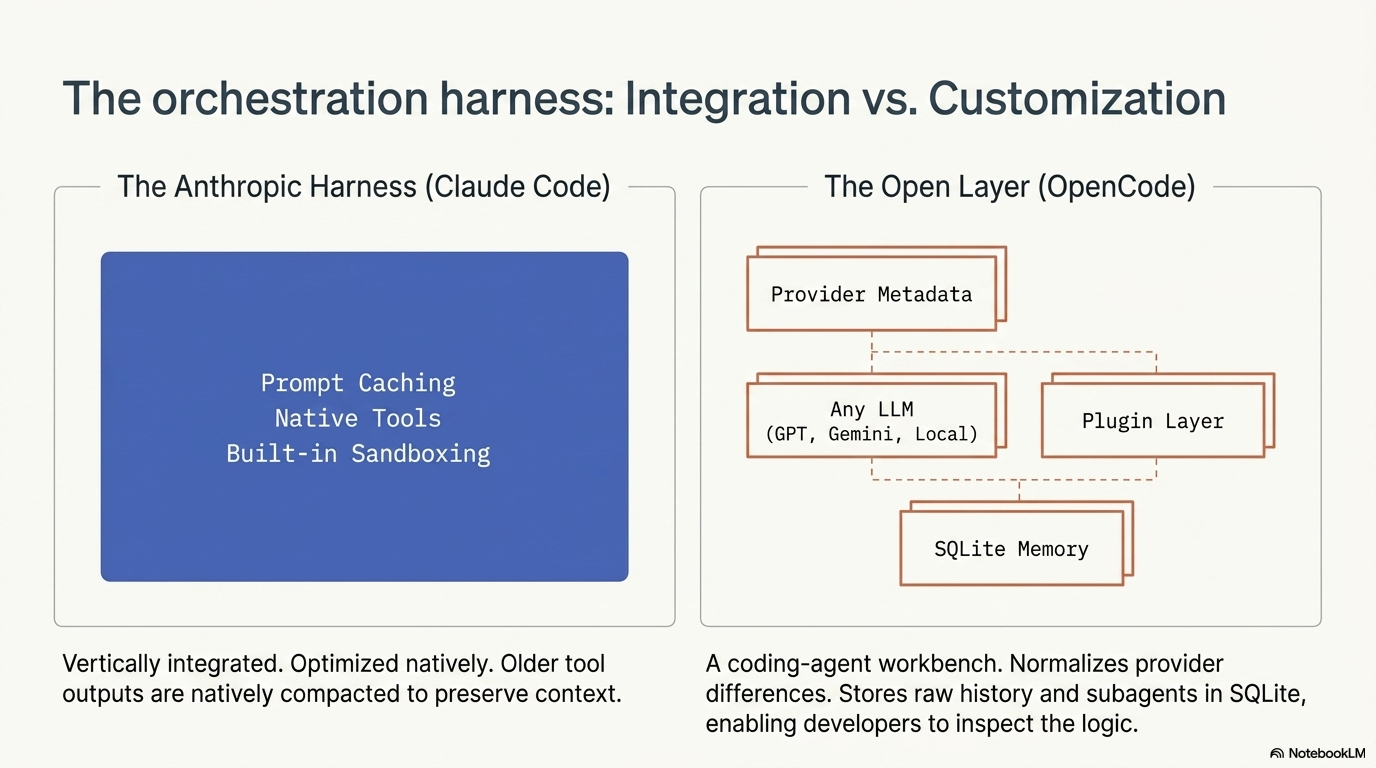 The orchestration harness: Integration vs. Customization
The Anthropic Harness (Claude Code)
Prompt Caching
Native Tools
Built-in Sandboxing
Vertically integrated. Optimized natively. Older tool
outputs are natively compacted to preserve context.
The Open Layer (OpenCode)
Provider Metadata
Any LLM
(GPT, Gemini, Local)
Plugin Layer
SQLite Memory
A coding-agent workbench. Normalizes provider
differences. Stores raw history and subagents in SQLite,
enabling developers to inspect the logic.
NotebookLM